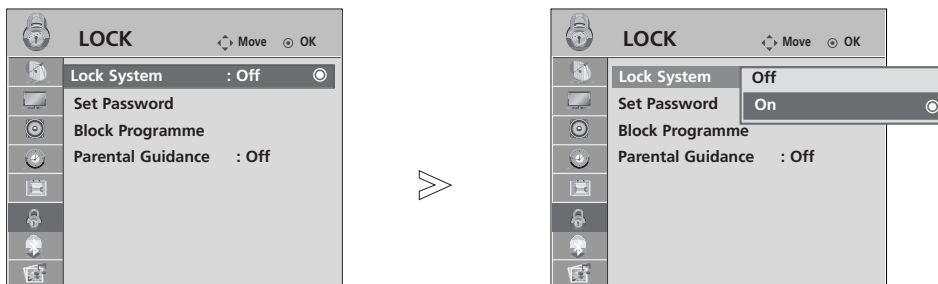 LOCK
Move OK
Lock System : Off
Set Password
Block Programme
Parental Guidance : Off
LOCK
Move OK
Lock System
Off
Set Password
On
Block Programme
Parental Guidance : Off